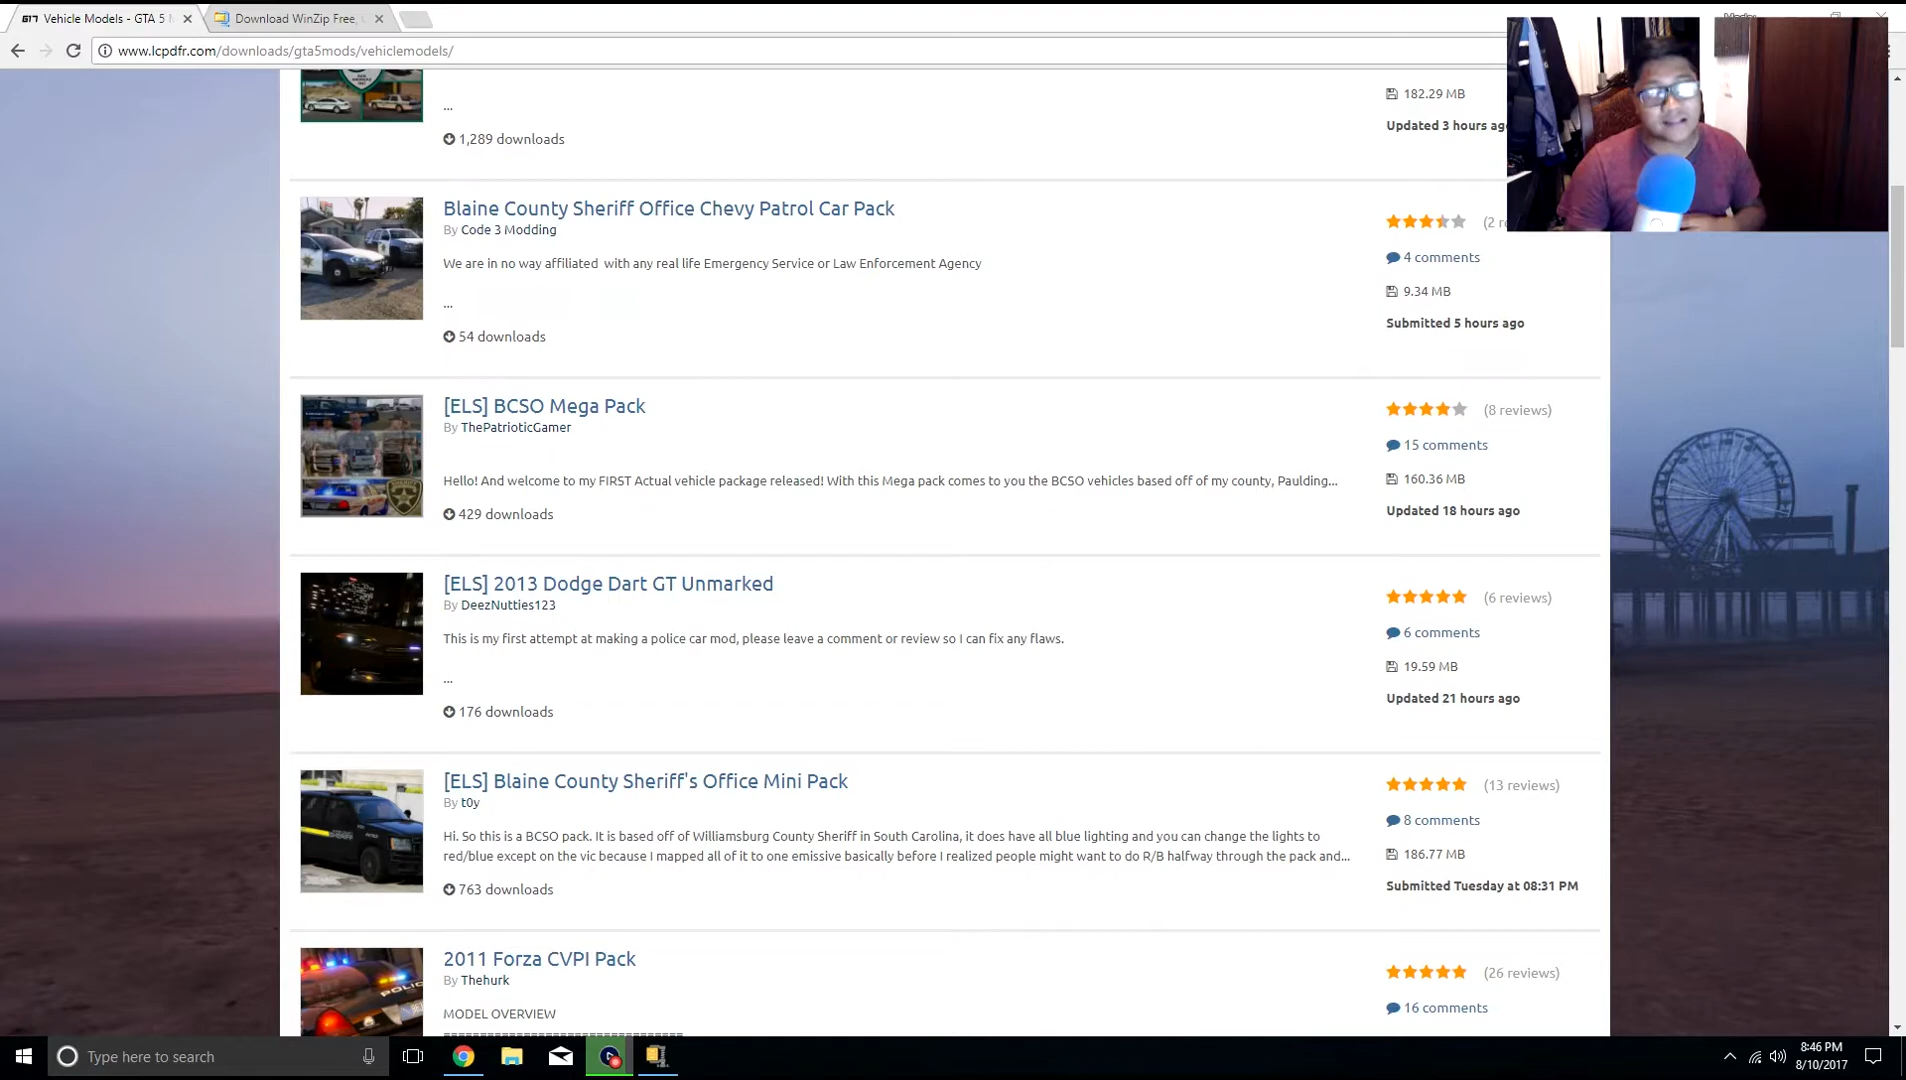 Vehicle Models - GTA 5 M
Download WinZip Free,
www.lcpdfr.com/downloads/gta5mods/vehiclemodels/
...
182.29 MB
1,289 downloads
Updated 3 hours ago
Blaine County Sheriff Office Chevy Patrol Car Pack
By Code 3 Modding
(2 re
We are in no way affiliated with any real life Emergency Service or Law Enforcement Agency
4 comments
...
9.34 MB
54 downloads
Submitted 5 hours ago
[ELS] BCSO Mega Pack
By ThePatrioticGamer
(8 reviews)
15 comments
Hello! And welcome to my FIRST Actual vehicle package released! With this Mega pack comes to you the BCSO vehicles based off of my county, Paulding...
160.36 MB
429 downloads
Updated 18 hours ago
[ELS] 2013 Dodge Dart GT Unmarked
By DeezNutties123
(6 reviews)
This is my first attempt at making a police car mod, please leave a comment or review so I can fix any flaws.
6 comments
...
19.59 MB
176 downloads
Updated 21 hours ago
[ELS] Blaine County Sheriff's Office Mini Pack
By t0y
(13 reviews)
Hi. So this is a BCSO pack. It is based off of Williamsburg County Sheriff in South Carolina, it does have all blue lighting and you can change the lights to
red/blue except on the vic because I mapped all of it to one emissive basically before I realized people might want to do R/B halfway through the pack and...
8 comments
186.77 MB
763 downloads
Submitted Tuesday at 08:31 PM
2011 Forza CVPI Pack
By Thehurk
(26 reviews)
MODEL OVERVIEW
16 comments
================================
Type here to search
8:46 PM
8/10/2017